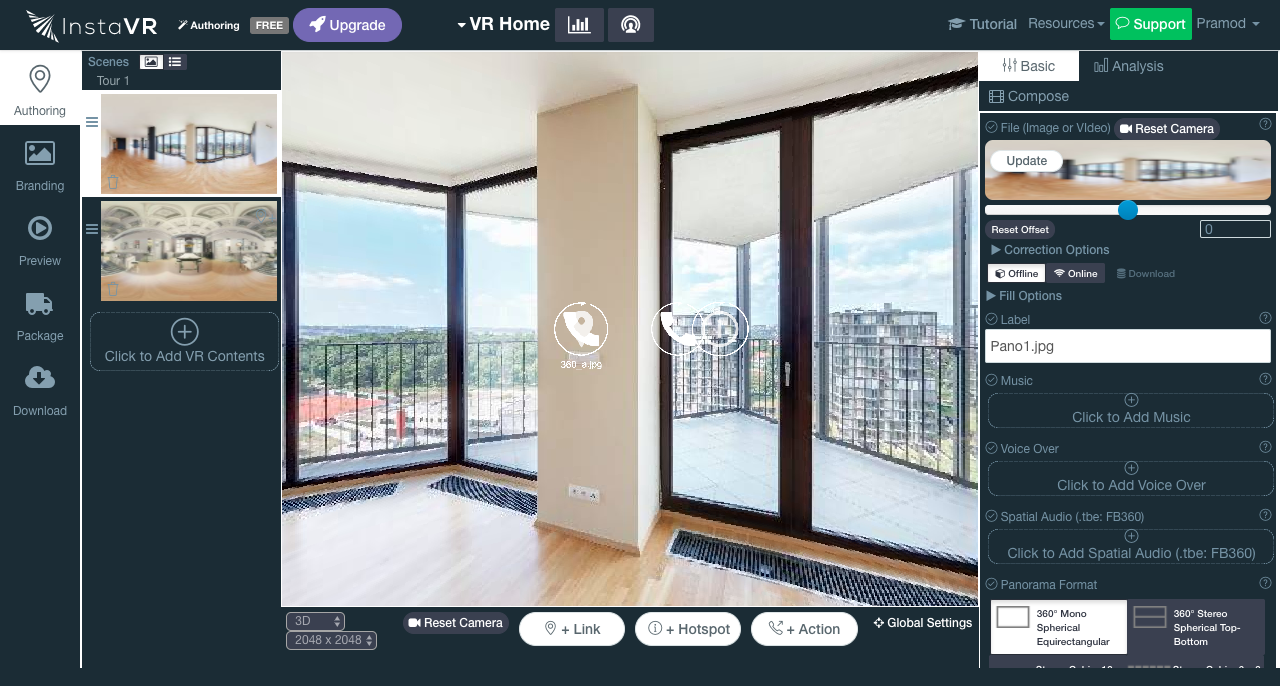 InstaVR
Authoring
FREE
Upgrade
VR Home
Tutorial
Resources
Support
Pramod
Authoring
Branding
Preview
Package
Download
Scenes
Tour 1
Click to Add VR Contents
3D
2048 x 2048
Reset Camera
+ Link
+ Hotspot
+ Action
Global Settings
Basic
Analysis
Compose
File (Image or VIdeo)
Reset Camera
Update
Reset Offset
0
Correction Options
Offline
Online
Download
Fill Options
Label
Pano1.jpg
Music
Click to Add Music
Voice Over
Click to Add Voice Over
Spatial Audio (.tbe: FB360)
Click to Add Spatial Audio (.tbe: FB360)
Panorama Format
360° Mono
Spherical
Equirectangular
360° Stereo
Spherical Top-
Bottom